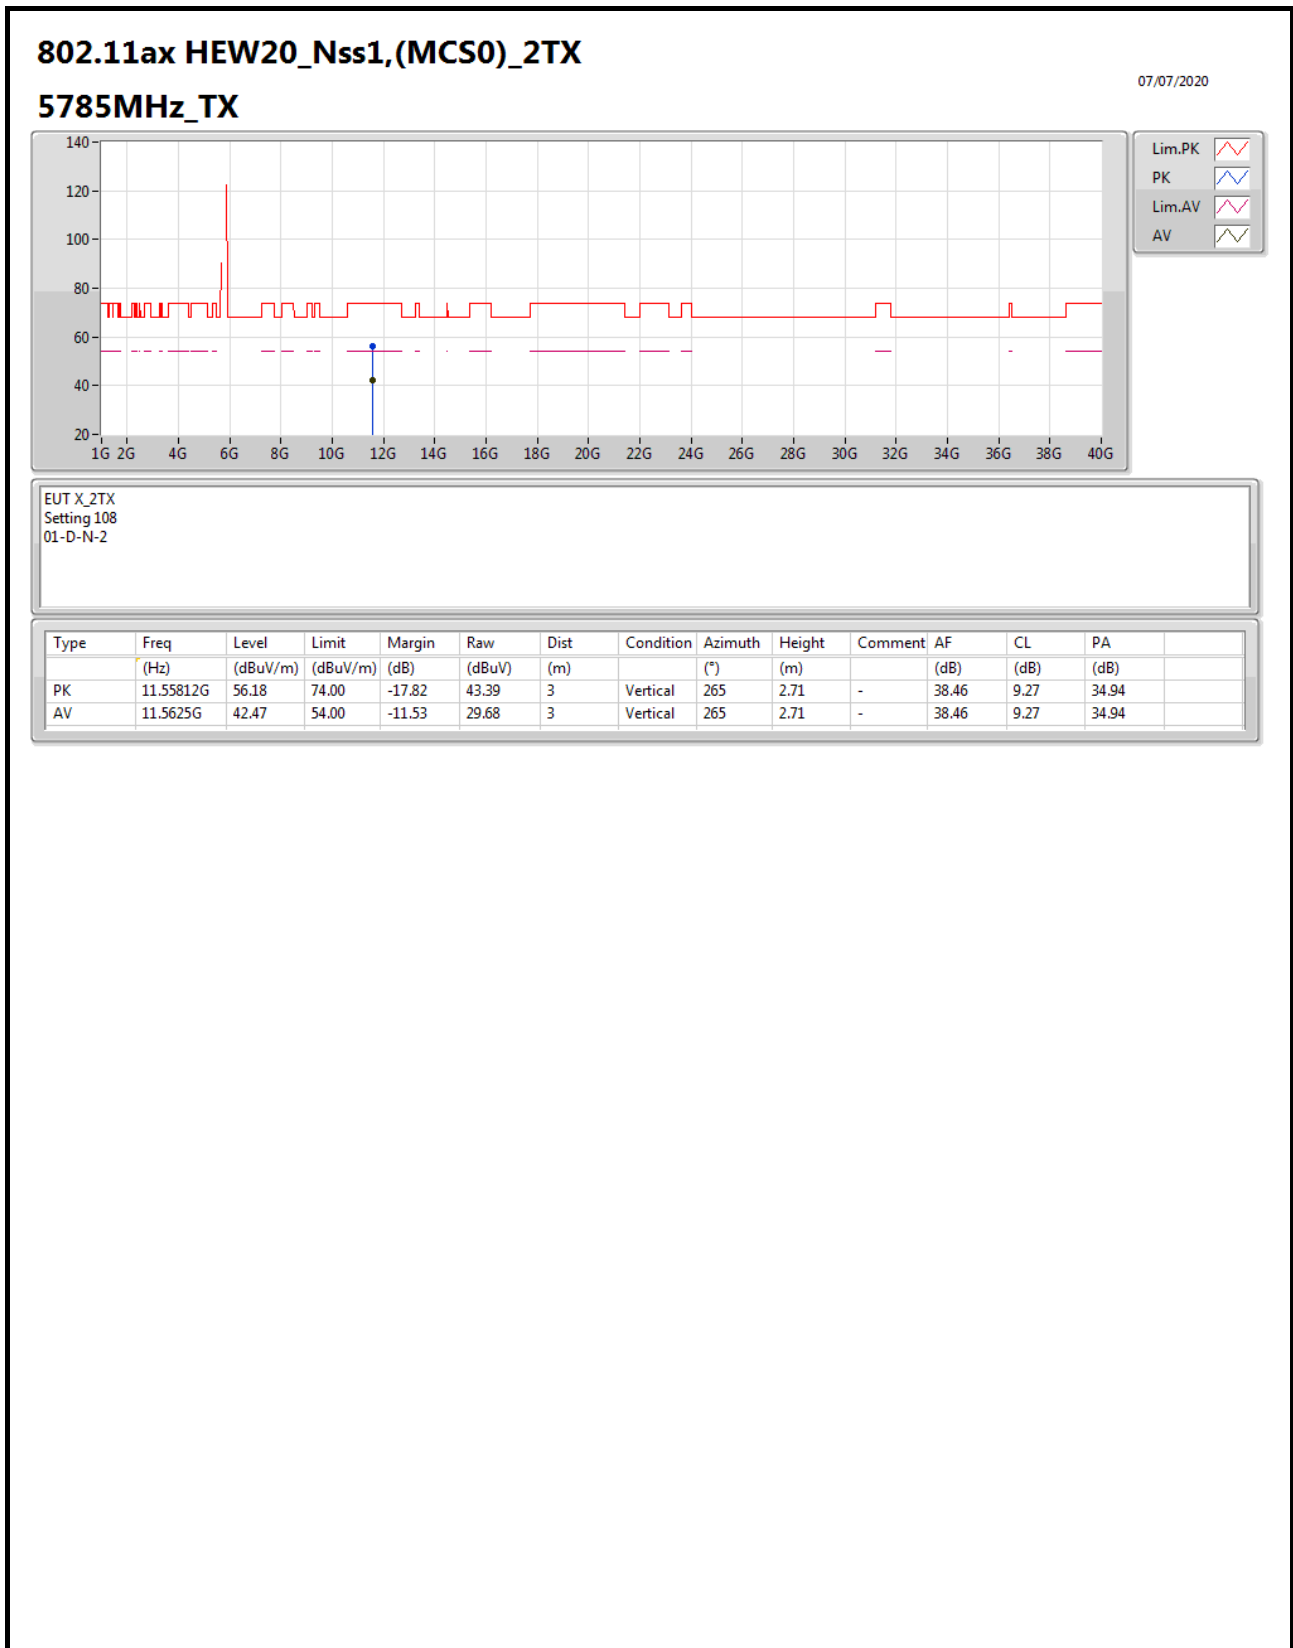 802.11ax HEW20_Nss1,(MCS0)_2TX
07/07/2020
5785MHz_TX
140
120
100
80
60
40
20
1G 2G 4G 6G 8G 10G 12G 14G 16G 18G 20G 22G 24G 26G 28G 30G 32G 34G 36G 38G 40G
Lim.PK
PK
Lim.AV
AV
EUT X_2TX
Setting 108
01-D-N-2
Type Freq Level Limit Margin Raw Dist Condition Azimuth Height Comment AF CL PA
(Hz) (dBuV/m) (dBuV/m) (dB) (dBuV) (m) (°) (m) (dB) (dB) (dB)
PK 11.55812G 56.18 74.00 -17.82 43.39 3 Vertical 265 2.71 - 38.46 9.27 34.94
AV 11.5625G 42.47 54.00 -11.53 29.68 3 Vertical 265 2.71 - 38.46 9.27 34.94